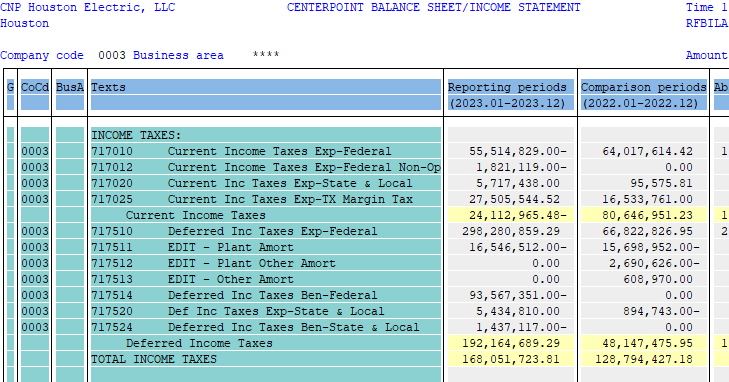 CNP Houston Electric, LLC CENTERPOINT BALANCE SHEET/INCOME STATEMENT Time 1
Houston RFBILA
Company code 0003 Business area **** Amount
G CoCd BusA Texts Reporting periods Comparison periods Ab
(2023.01-2023.12) (2022.01-2022.12)
INCOME TAXES:
0003 717010 Current Income Taxes Exp-Federal 55,514,829.00- 64,017,614.42 1
0003 717012 Current Income Taxes Exp-Federal Non-Op 1,821,119.00- 0.00
0003 717020 Current Inc Taxes Exp-State & Local 5,717,438.00 95,575.81
0003 717025 Current Inc Taxes Exp-TX Margin Tax 27,505,544.52 16,533,761.00
Current Income Taxes 24,112,965.48- 80,646,951.23 1
0003 717510 Deferred Inc Taxes Exp-Federal 298,280,859.29 66,822,826.95 2
0003 717511 EDIT - Plant Amort 16,546,512.00- 15,698,952.00-
0003 717512 EDIT - Plant Other Amort 0.00 2,690,626.00-
0003 717513 EDIT - Other Amort 0.00 608,970.00
0003 717514 Deferred Inc Taxes Ben-Federal 93,567,351.00- 0.00
0003 717520 Def Inc Taxes Exp-State & Local 5,434,810.00 894,743.00-
0003 717524 Deferred Inc Taxes Ben-State & Local 1,437,117.00- 0.00
Deferred Income Taxes 192,164,689.29 48,147,475.95 1
TOTAL INCOME TAXES 168,051,723.81 128,794,427.18